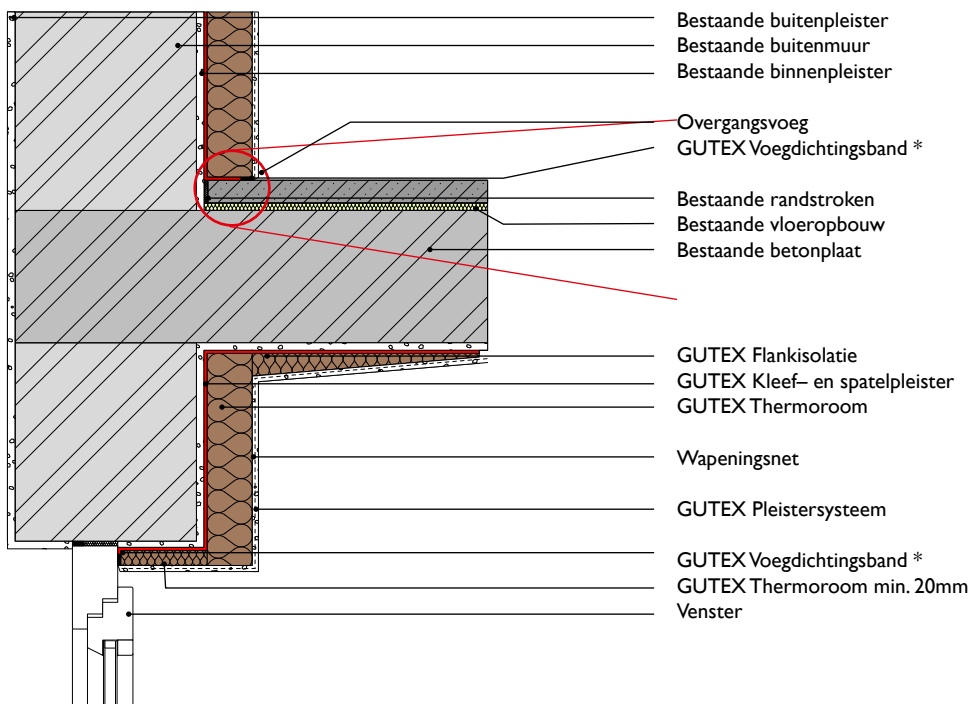 Bestaande buitenpleister
Bestaande buitenmuur
Bestaande binnenpleister
Overgangsvoeg
GUTEX Voegdichtingsband *
Bestaande randstroken
Bestaande vloeropbouw
Bestaande betonplaat
GUTEX Flankisolatie
GUTEX Kleef– en spatelpleister
GUTEX Thermoroom
Wapeningsnet
GUTEX Pleistersysteem
GUTEX Voegdichtingsband *
GUTEX Thermoroom min. 20mm
Venster